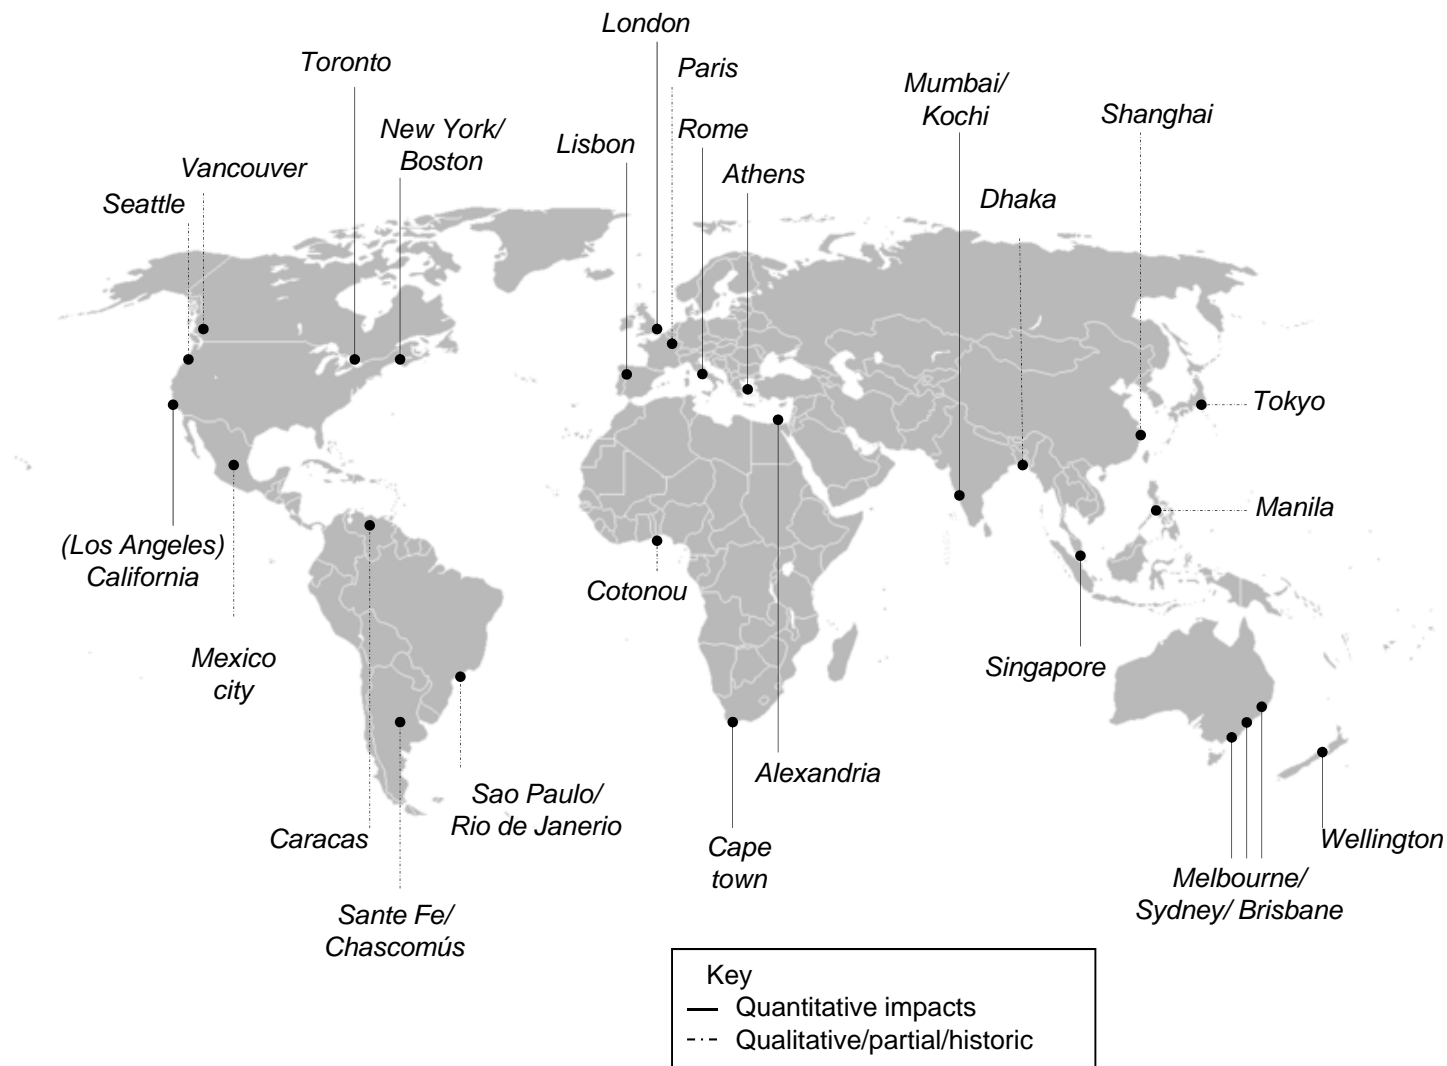 London
Toronto
Paris
Mumbai/
Kochi
Shanghai
New York/
Boston
Rome
Lisbon
Vancouver
Athens
Seattle
Dhaka
Tokyo
Manila
(Los Angeles)
California
Cotonou
Mexico
city
Singapore
Alexandria
Sao Paulo/
Rio de Janerio
Caracas
Cape
town
Wellington
Melbourne/
Sydney/ Brisbane
Sante Fe/
Chascomús
Key
Quantitative impacts
Qualitative/partial/historic